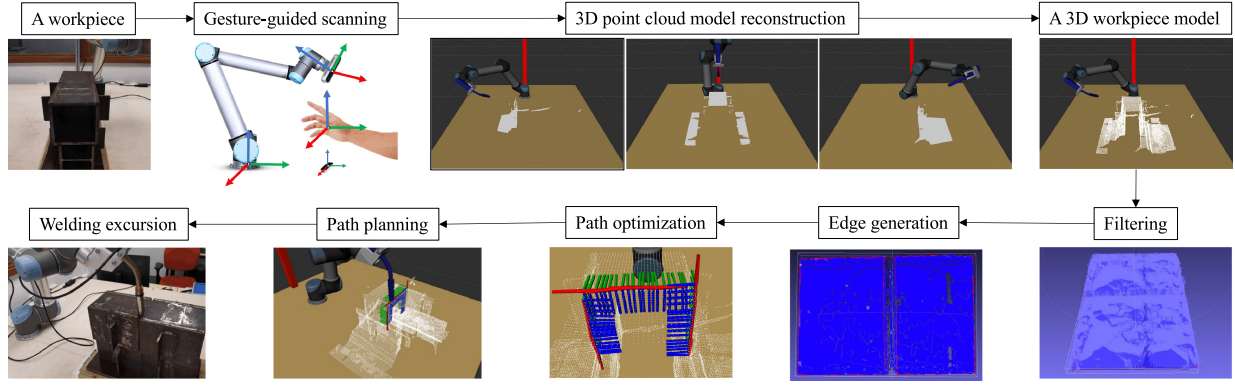 A workpiece
Gesture-guided scanning
3D point cloud model reconstruction
A 3D workpiece model
Welding excursion
Path planning
Path optimization
Edge generation
Filtering